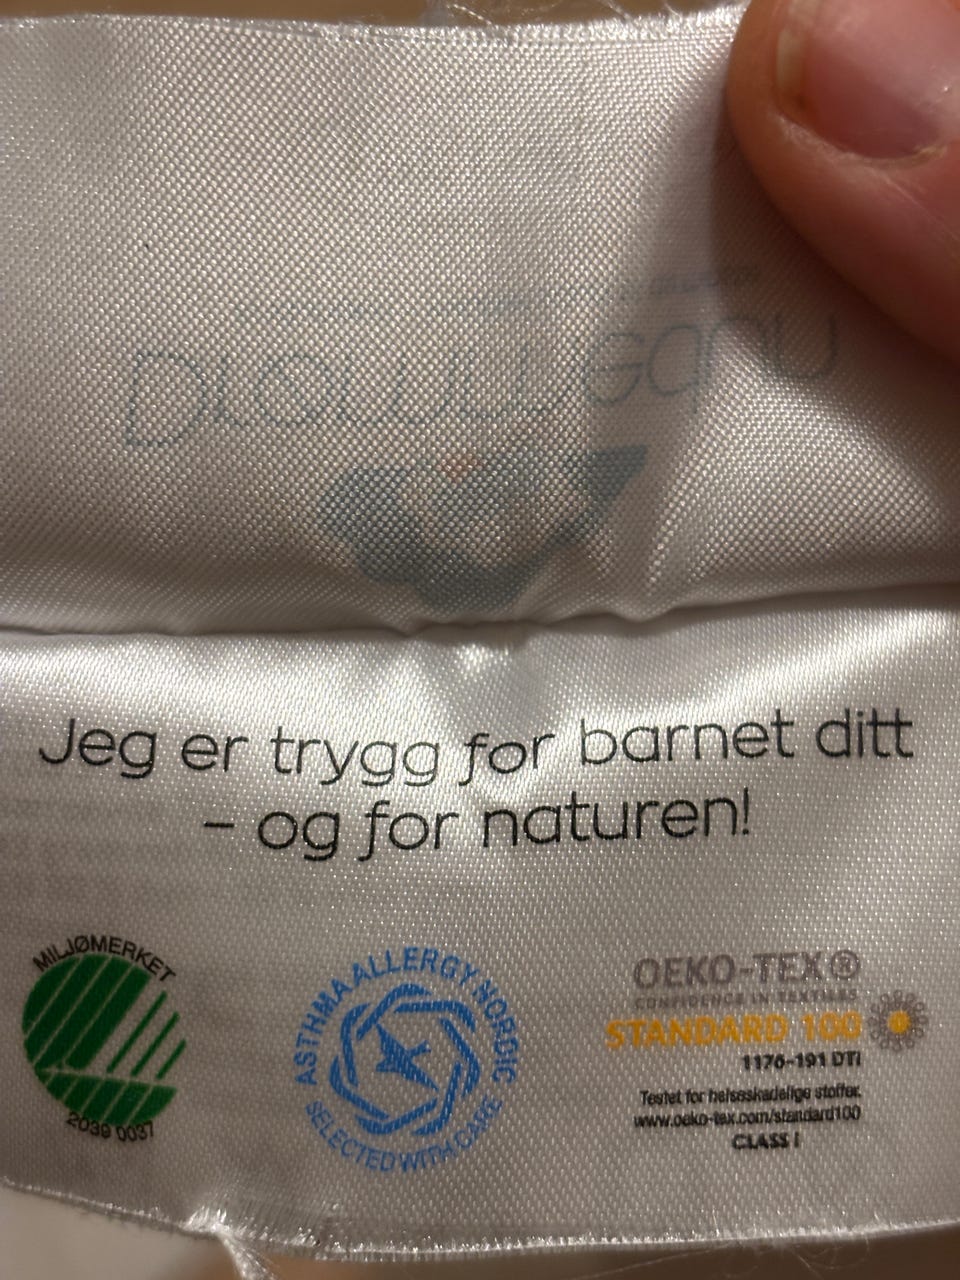 Jeg er trygg for barnet ditt
- og for naturen!
MILJØMERKET
2039 0037
ASTHMA ALLERGY NORDIC
SELECTED WITH CARE
OEKO-TEX®
CONFIDENCE IN TEXTILES
STANDARD 100
1176-191 DTI
Testet for helseskadelige stoffer.
www.oeko-tex.com/standard100
CLASS I